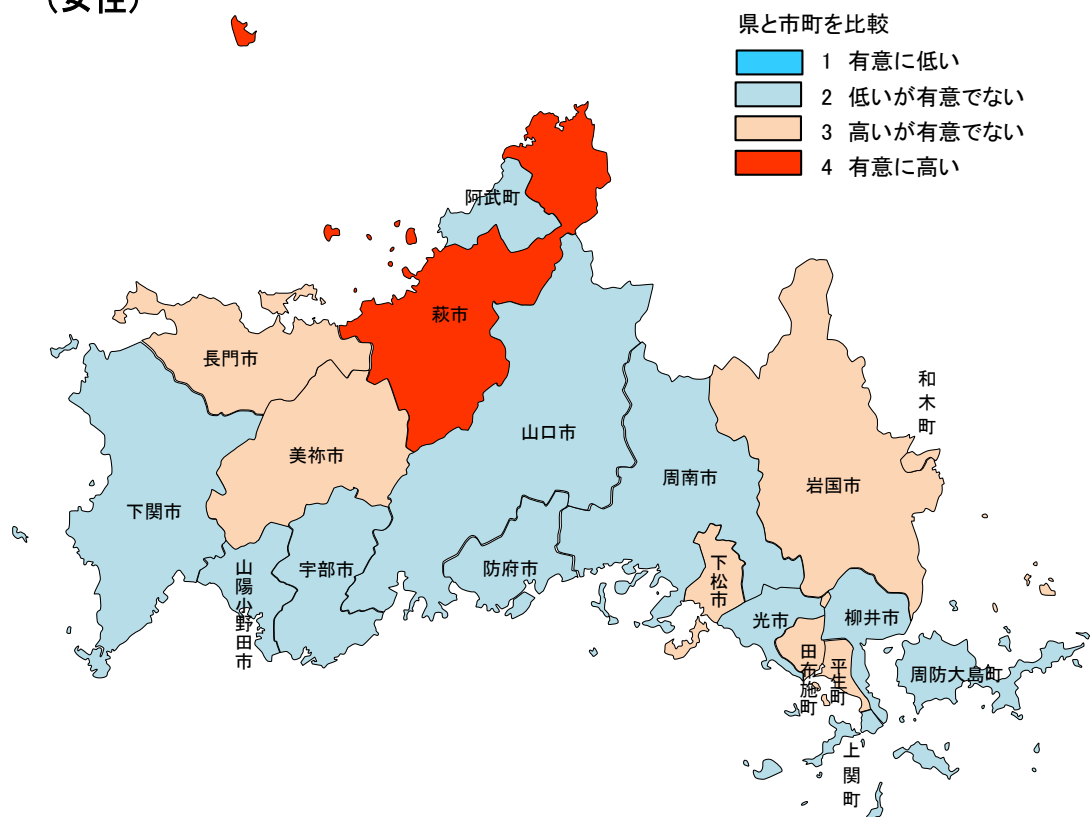 （女性）
県と市町を比較
1 有意に低い
2 低いが有意でない
3 高いが有意でない
4 有意に高い
阿武町
萩市
長門市
和木町
山口市
美祢市
周南市
岩国市
下関市
山陽小野田市
宇部市
防府市
下松市
光市
柳井市
田布施町
平生町
周防大島町
上関町